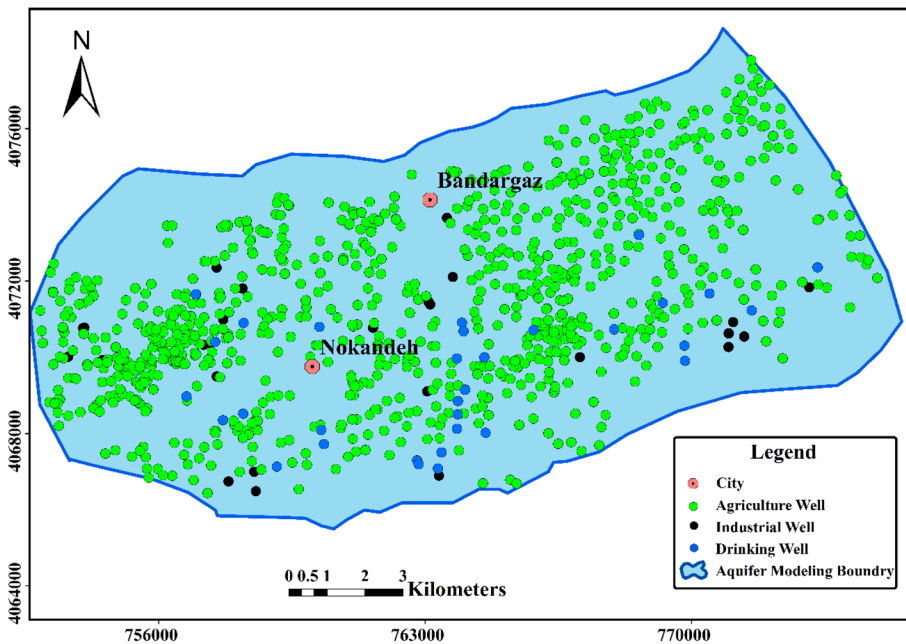 N
4076000
4072000
4068000
4064000
Bandargaz
Nokandeh
Legend
City
Agriculture Well
Industrial Well
Drinking Well
Aquifer Modeling Boundry
0 0.5 1 2 3
Kilometers
756000 763000 770000